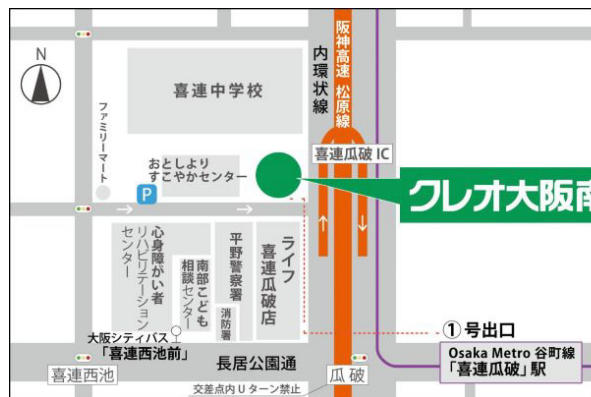 N
喜連中学校
内環状線
阪神高速 松原線
ファミリーマート
おとしより
すこやかセンター
P
喜連瓜破IC
クレオ大阪南
心身障がい者
リハビリテーション
センター
南部こども
相談センター
平野警察署
消防署
ライフ
喜連瓜破店
大阪シティバス
「喜連西池前」
①号出口
Osaka Metro 谷町線
「喜連瓜破」駅
喜連西池
長居公園通
交差点内Uターン禁止
瓜破